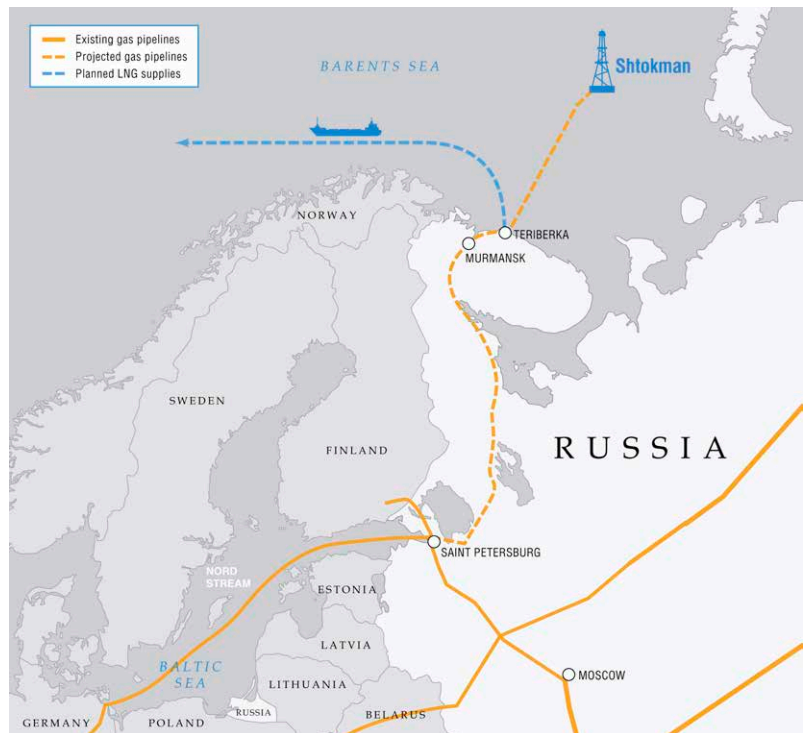 Existing gas pipelines
Projected gas pipelines
Planned LNG supplies
BARENTS SEA
Shtokman
NORWAY
TERIBERKA
MURMANSK
SWEDEN
FINLAND
RUSSIA
SAINT PETERSBURG
NORD
STREAM
ESTONIA
LATVIA
BALTIC
SEA
MOSCOW
LITHUANIA
RUSSIA
BELARUS
GERMANY
POLAND